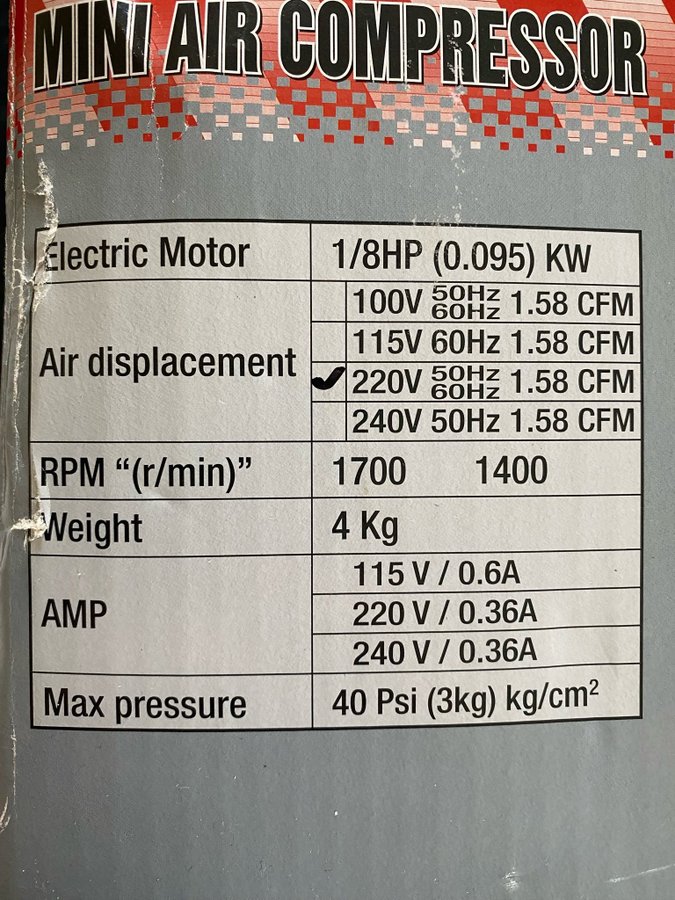 MINI AIR COMPRESSOR
Electric Motor 1/8HP (0.095) KW
Air displacement
100V 50Hz 60Hz 1.58 CFM
115V 60Hz 1.58 CFM
220V 50Hz 60Hz 1.58 CFM
240V 50Hz 1.58 CFM
RPM “(r/min)” 1700 1400
Weight 4 Kg
AMP
115 V / 0.6A
220 V / 0.36A
240 V / 0.36A
Max pressure 40 Psi (3kg) kg/cm²